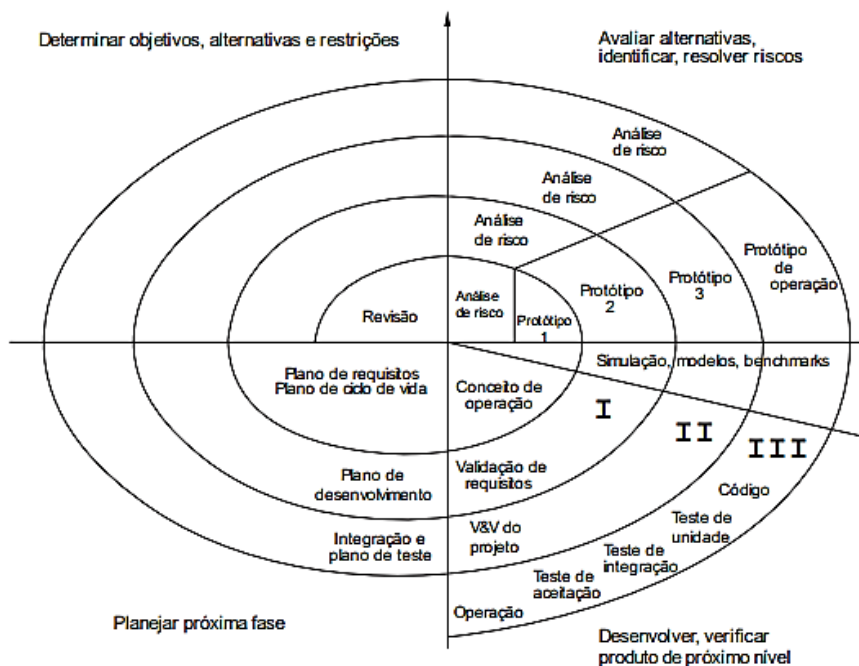 Determinar objetivos, alternativas e restrições
Avaliar alternativas,
identificar, resolver riscos
Análise
de risco
Análise
de risco
Análise
de risco
Análise
de risco
Revisão
Protótipo
1
Protótipo
2
Protótipo
3
Protótipo
de
operação
Simulação, modelos, benchmarks
Plano de requisitos
Plano de ciclo de vida
Conceito de
operação
I
II
III
Plano de
desenvolvimento
Validação de
requisitos
Código
Integração e
plano de teste
V&V do
projeto
Teste de
unidade
Teste de
integração
Teste de
aceitação
Operação
Planejar próxima fase
Desenvolver, verificar
produto de próximo nível